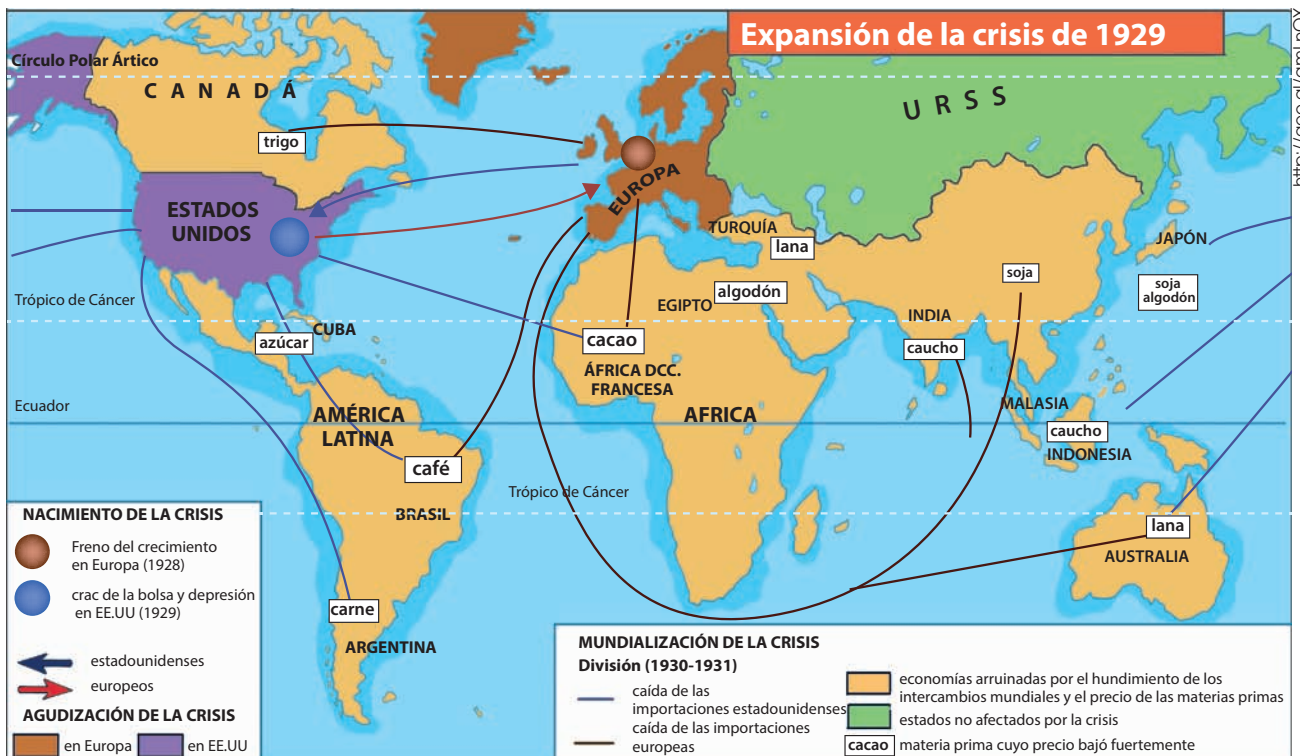 Expansión de la crisis de 1929
Círculo Polar Ártico
CANADÁ
URSS
trigo
EUROPA
ESTADOS
UNIDOS
TURQUÍA
lana
JAPÓN
soja
soja
algodón
Trópico de Cáncer
EGIPTO
algodón
INDIA
CUBA
azúcar
cacao
caucho
ÁFRICA DCC.
FRANCESA
Ecuador
AMÉRICA
LATINA
AFRICA
MALASIA
caucho
INDONESIA
café
Trópico de Cáncer
BRASIL
lana
AUSTRALIA
carne
ARGENTINA
NACIMIENTO DE LA CRISIS
Freno del crecimiento
en Europa (1928)
crac de la bolsa y depresión
en EE.UU (1929)
estadounidenses
europeos
AGUDIZACIÓN DE LA CRISIS
en Europa
en EE.UU
MUNDIALIZACIÓN DE LA CRISIS
División (1930-1931)
caída de las
importaciones estadounidenses
caída de las importaciones
europeas
economías arruinadas por el hundimiento de los
intercambios mundiales y el precio de las materias primas
estados no afectados por la crisis
cacao materia prima cuyo precio bajó fuertemente